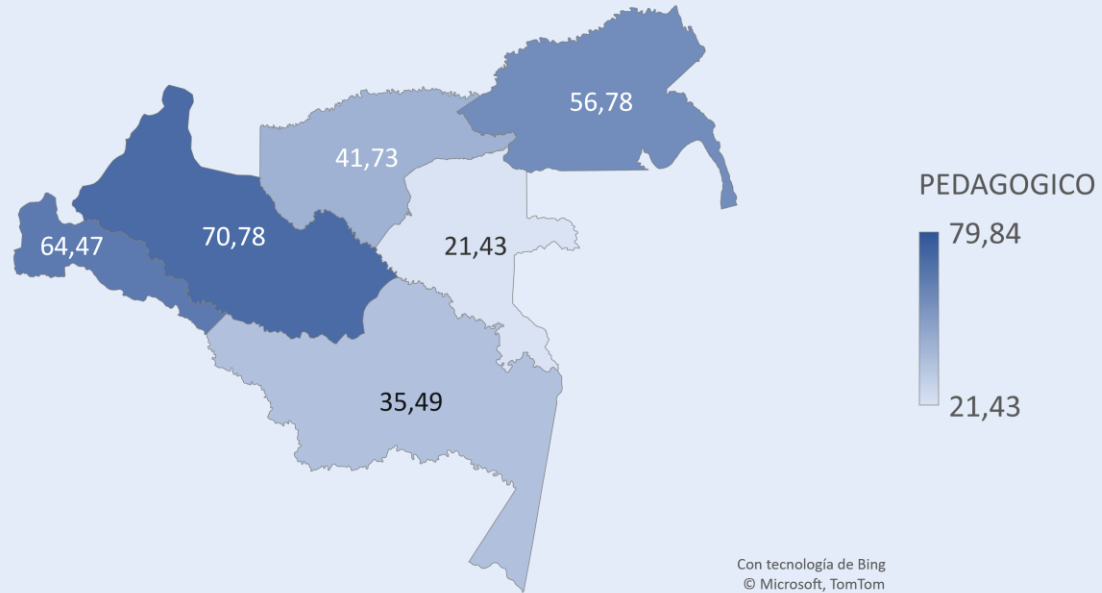 56,78
41,73
70,78
64,47
21,43
35,49
PEDAGOGICO
79,84
21,43
Con tecnología de Bing
© Microsoft, TomTom